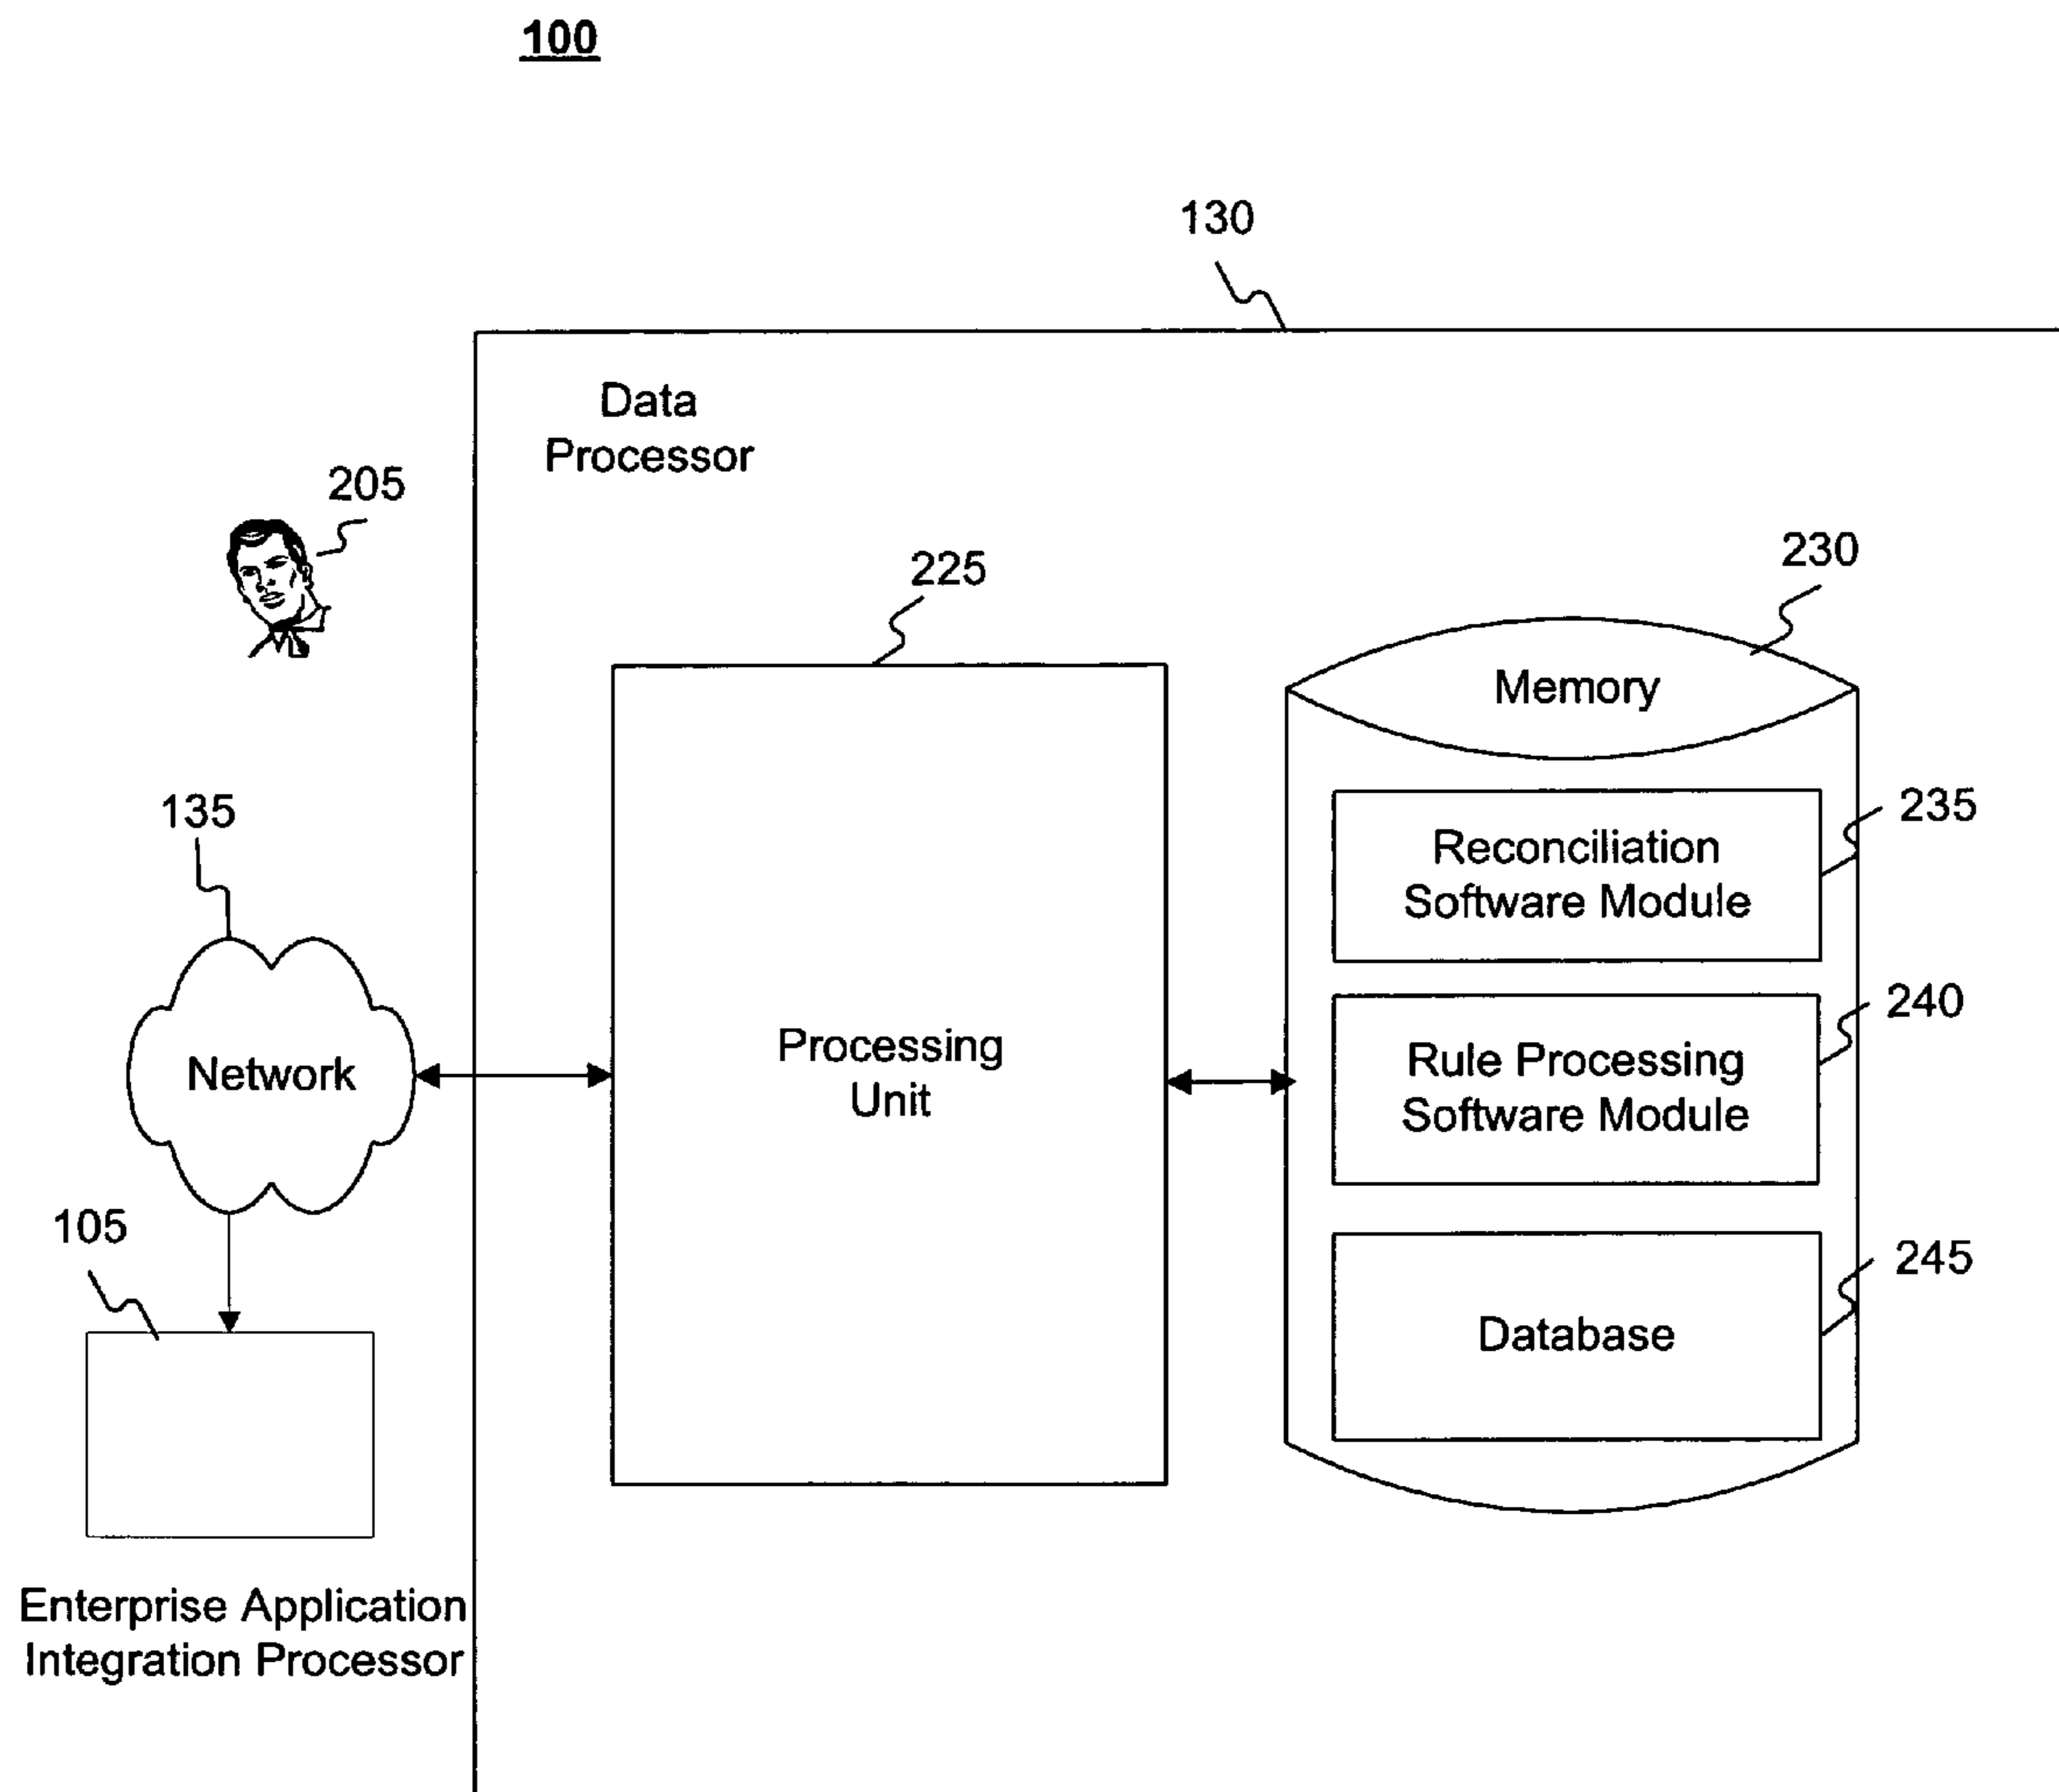 100
130
Data
Processor
205
225
230
Memory
135
235
Reconciliation
Software Module
240
Network
Processing
Unit
Rule Processing
Software Module
105
245
Database
Enterprise Application
Integration Processor